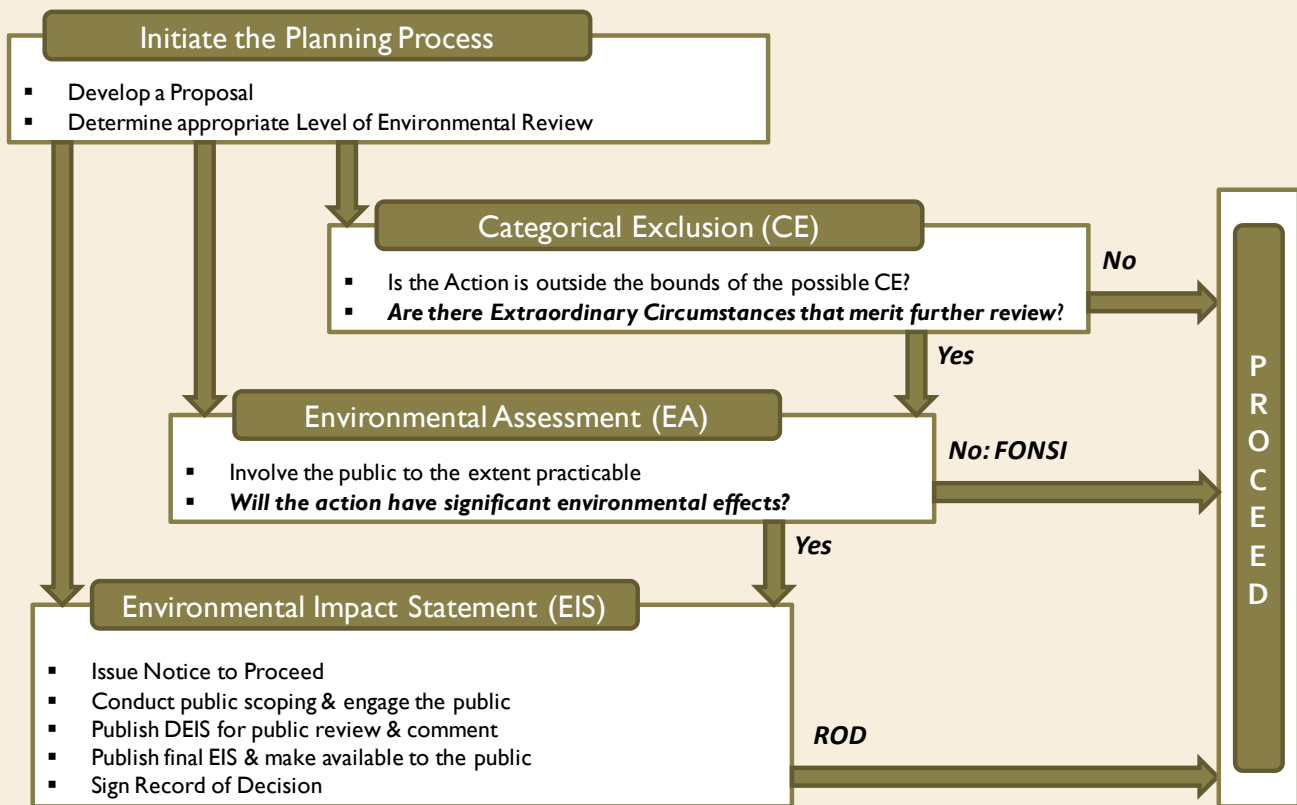 Initiate the Planning Process
▪ Develop a Proposal
▪ Determine appropriate Level of Environmental Review
Categorical Exclusion (CE)
▪ Is the Action is outside the bounds of the possible CE?
▪ Are there Extraordinary Circumstances that merit further review?
No
Yes
Environmental Assessment (EA)
▪ Involve the public to the extent practicable
▪ Will the action have significant environmental effects?
No: FONSI
Yes
Environmental Impact Statement (EIS)
▪ Issue Notice to Proceed
▪ Conduct public scoping & engage the public
▪ Publish DEIS for public review & comment
▪ Publish final EIS & make available to the public
▪ Sign Record of Decision
ROD
PROCEED